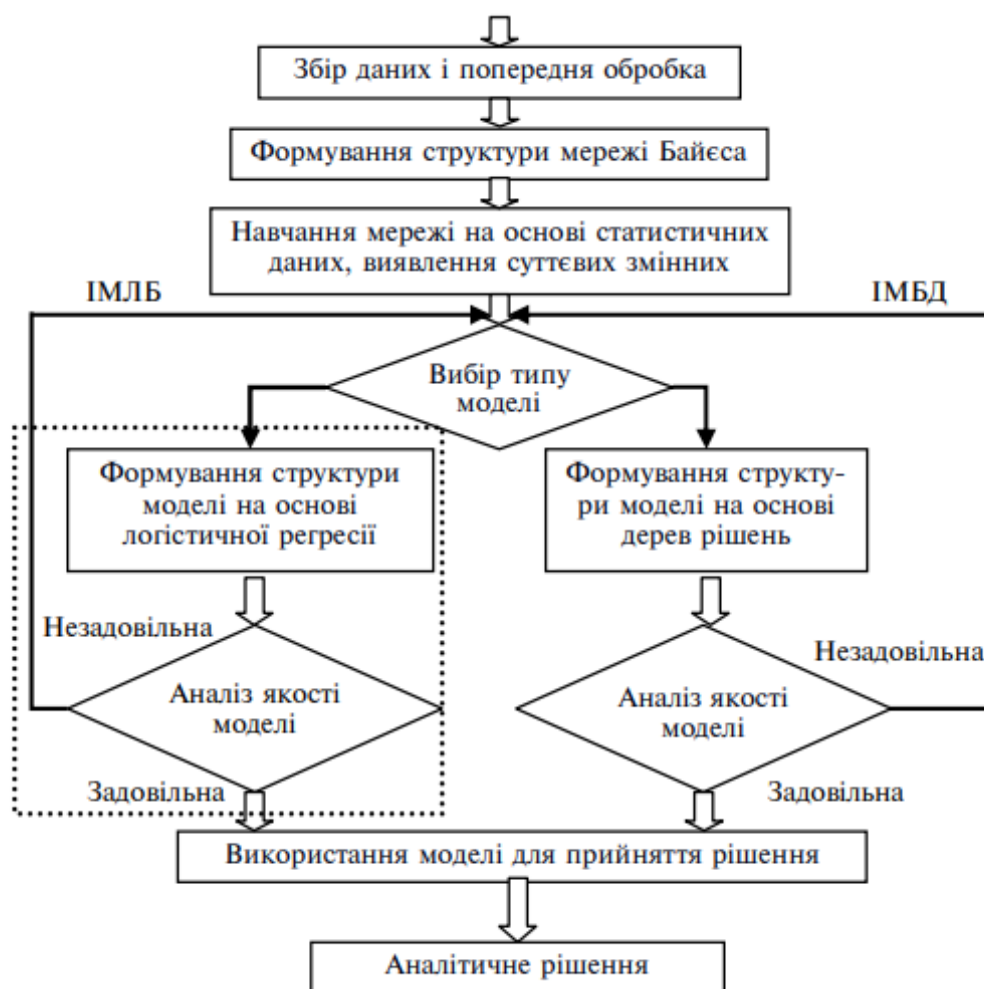 Збір даних і попередня обробка
Формування структури мережі Байєса
Навчання мережі на основі статистичних
даних, виявлення суттєвих змінних
ІМЛБ
ІМБД
Вибір типу
моделі
Формування структури
моделі на основі
логістичної регресії
Формування структу-
ри моделі на основі
дерев рішень
Незадовільна
Незадовільна
Аналіз якості
моделі
Аналіз якості
моделі
Задовільна
Задовільна
Використання моделі для прийняття рішення
Аналітичне рішення